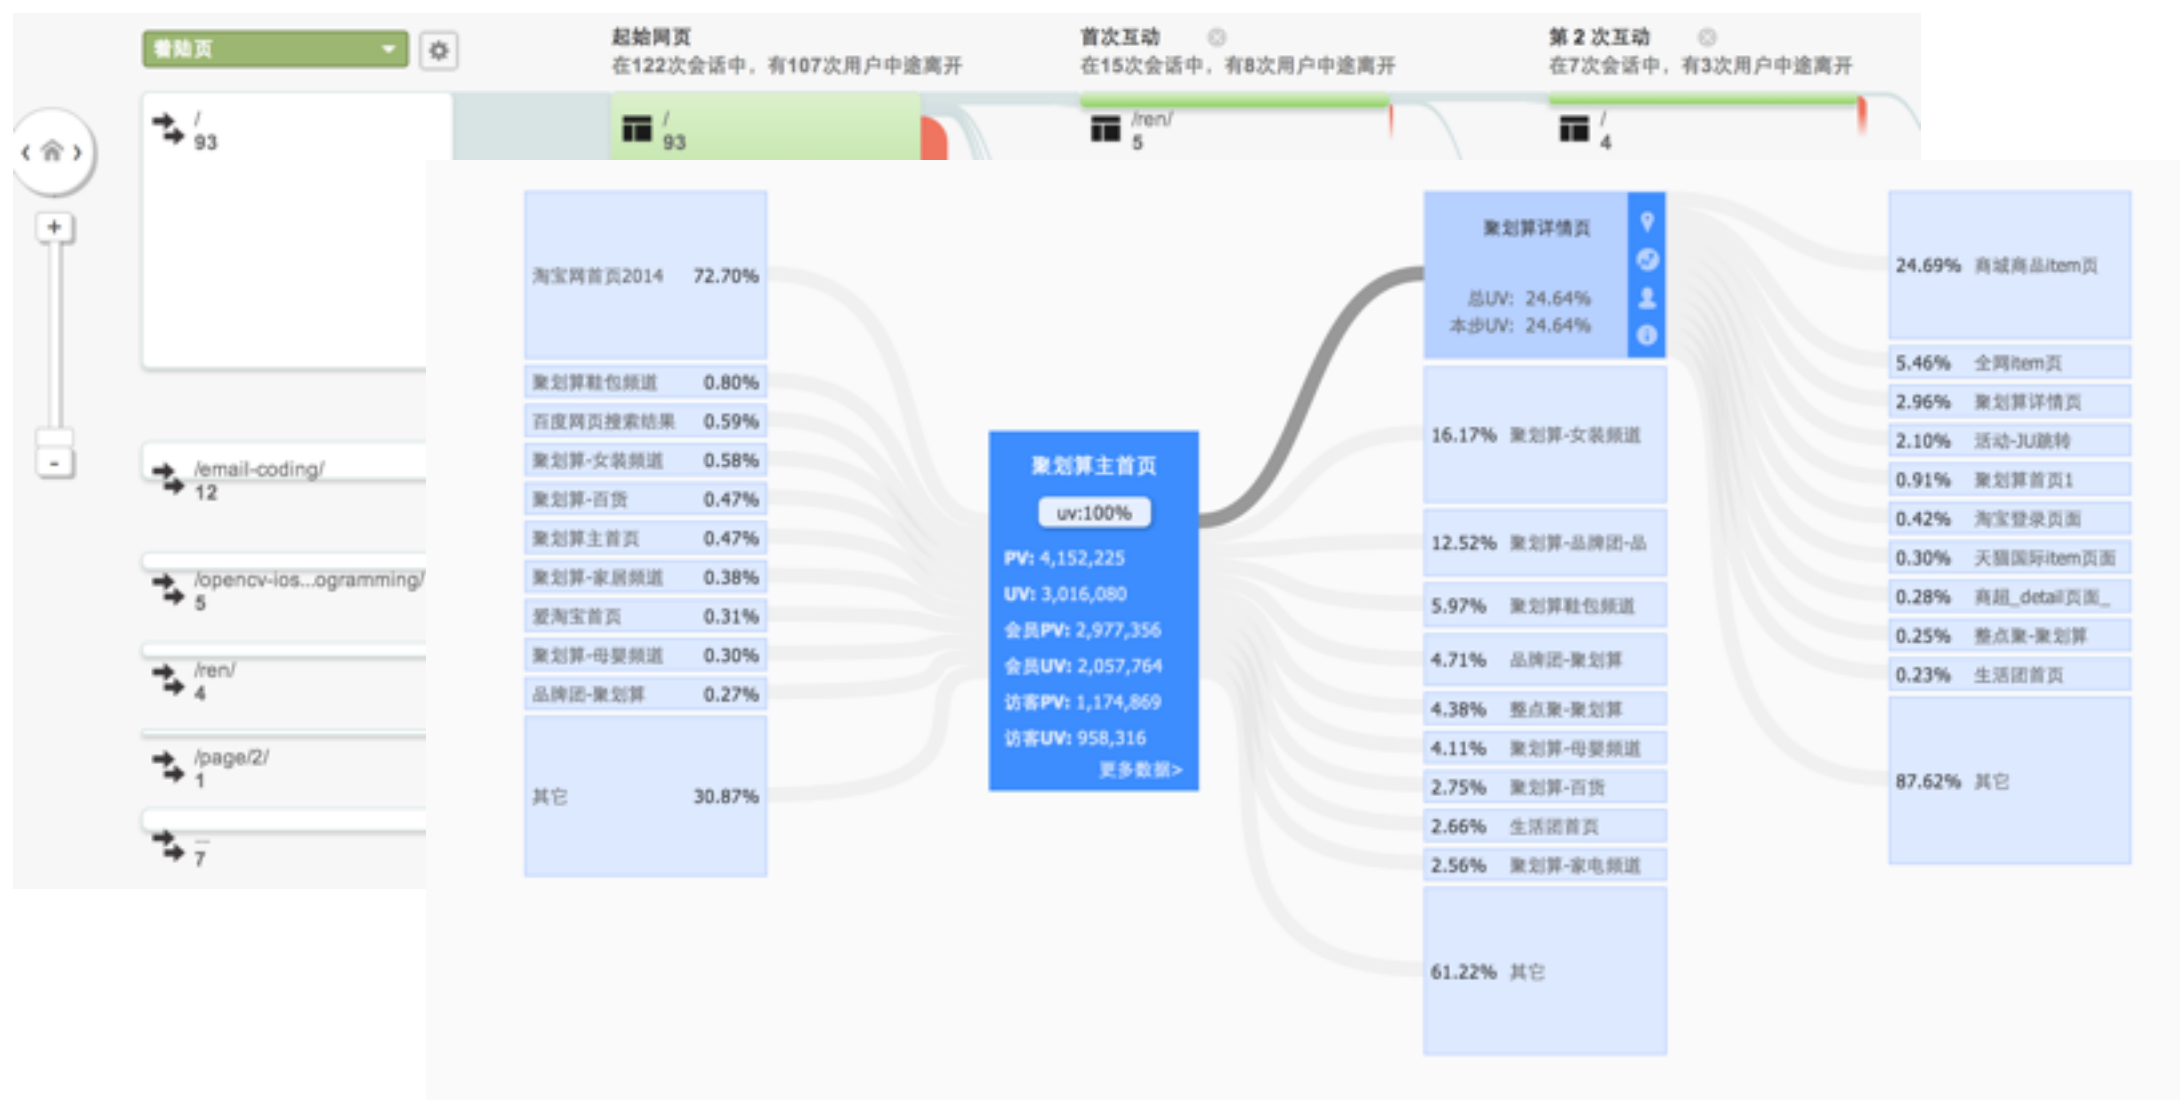 着陆页
起始网页
在122次会话中，有107次用户中途离开
首次互动
在15次会话中，有8次用户中途离开
第 2 次互动
在7次会话中，有3次用户中途离开
/
93
/
93
/ren/
5
/
4
+
-
/email-coding/
12
/opencv-ios...ogramming/
5
/ren/
4
/page/2/
1
...
7
淘宝网首页2014 72.70%
聚划算鞋包频道 0.80%
百度网页搜索结果 0.59%
聚划算-女装频道 0.58%
聚划算-百货 0.47%
聚划算主首页 0.47%
聚划算-家居频道 0.38%
爱淘宝首页 0.31%
聚划算-母婴频道 0.30%
品牌团-聚划算 0.27%
其它 30.87%
聚划算主首页
uv:100%
PV: 4,152,225
UV: 3,016,080
会员PV: 2,977,356
会员UV: 2,057,764
访客PV: 1,174,869
访客UV: 958,316
更多数据>
聚划算详情页
总UV: 24.64%
本步UV: 24.64%
16.17% 聚划算-女装频道
12.52% 聚划算-品牌团-品
5.97% 聚划算鞋包频道
4.71% 品牌团-聚划算
4.38% 整点聚-聚划算
4.11% 聚划算-母婴频道
2.75% 聚划算-百货
2.66% 生活团首页
2.56% 聚划算-家电频道
61.22% 其它
24.69% 商城商品item页
5.46% 全网item页
2.96% 聚划算详情页
2.10% 活动-JU跳转
0.91% 聚划算首页1
0.42% 淘宝登录页面
0.30% 天猫国际item页面
0.28% 商超_detail页面_
0.25% 整点聚-聚划算
0.23% 生活团首页
87.62% 其它